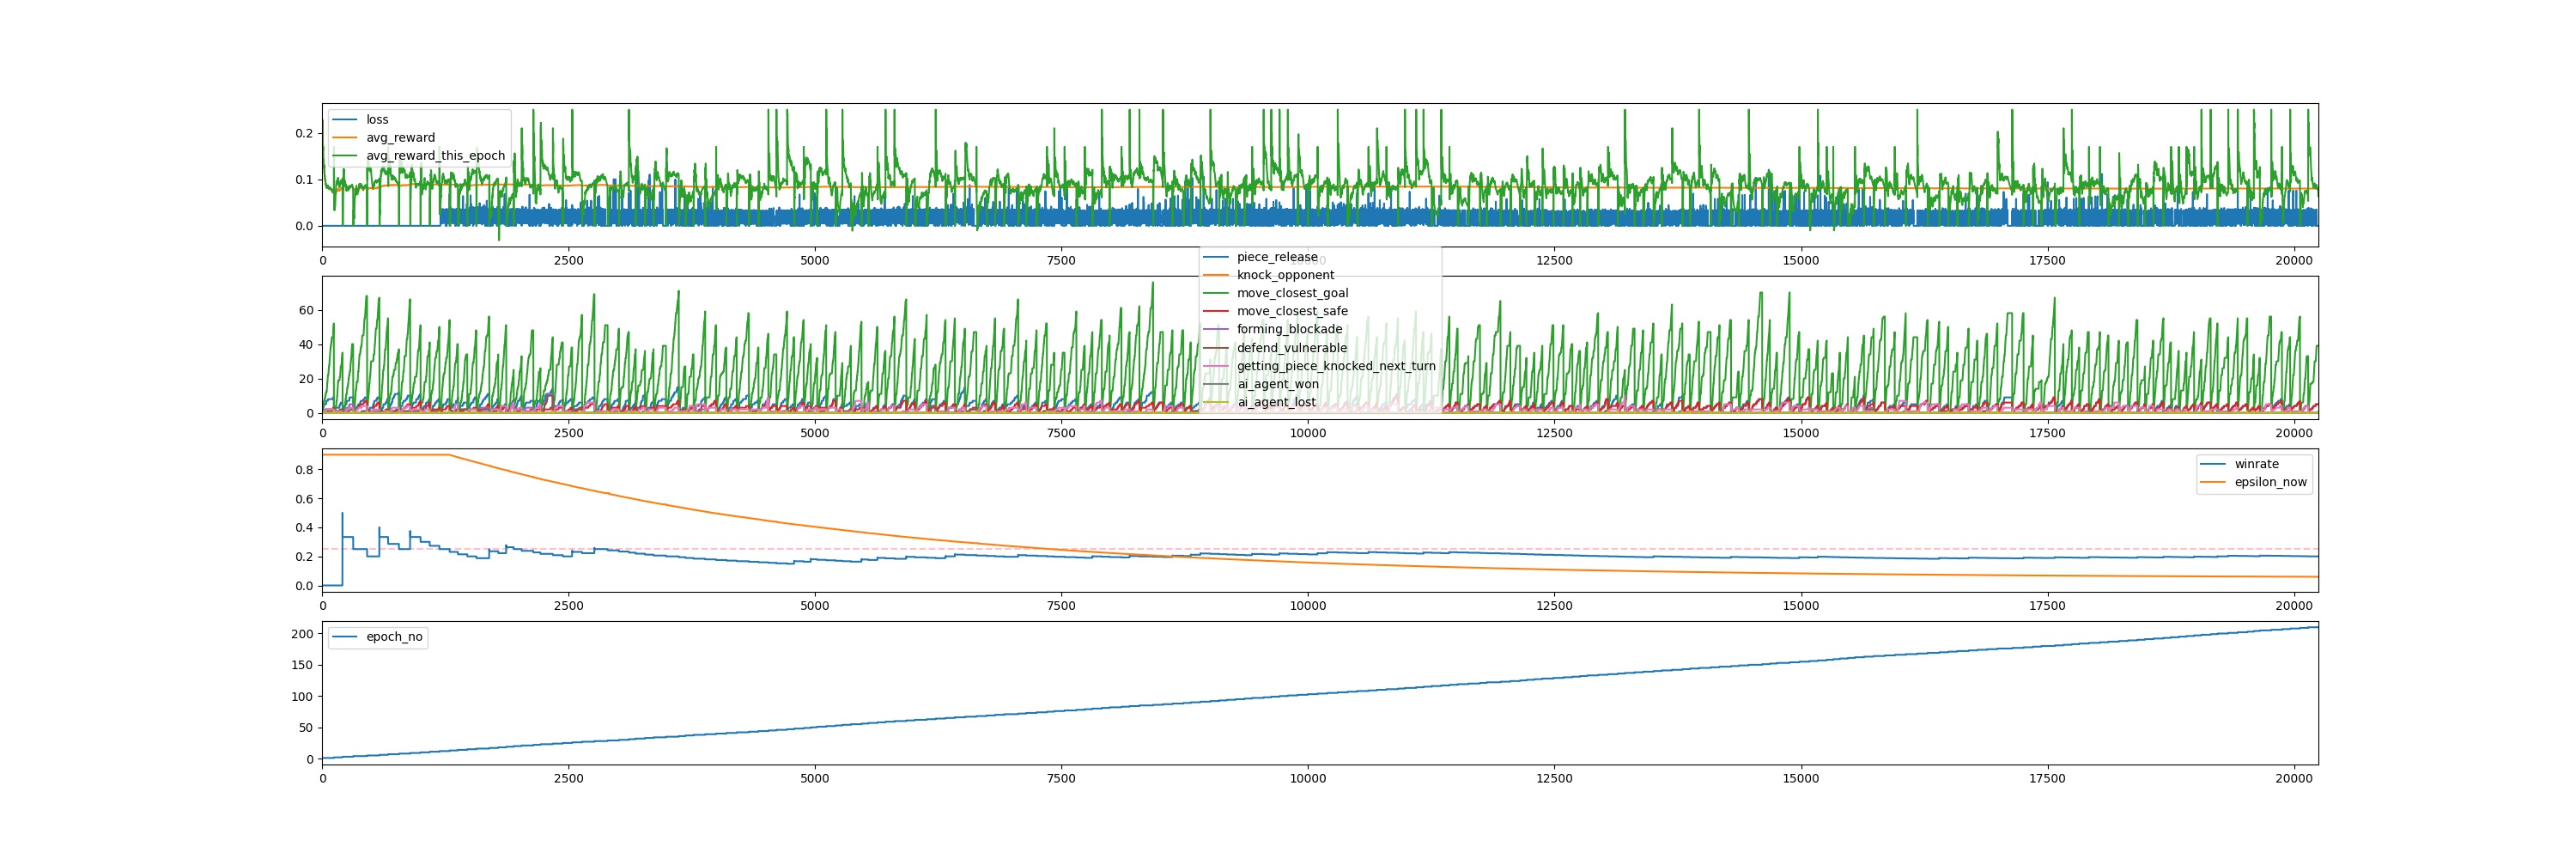 0.2
0.1
0.0
loss
avg_reward
avg_reward_this_epoch
0 2500 5000 7500 10000 12500 15000 17500 20000
60
40
20
0
piece_release
knock_opponent
move_closest_goal
move_closest_safe
forming_blockade
defend_vulnerable
getting_piece_knocked_next_turn
ai_agent_won
ai_agent_lost
0 2500 5000 7500 10000 12500 15000 17500 20000
0.8
0.6
0.4
0.2
0.0
winrate
epsilon_now
0 2500 5000 7500 10000 12500 15000 17500 20000
200
150
100
50
0
epoch_no
0 2500 5000 7500 10000 12500 15000 17500 20000